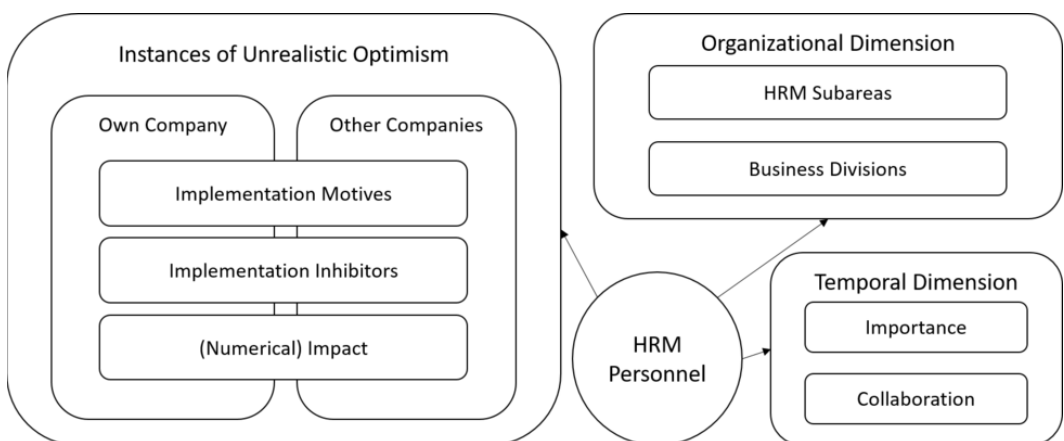 Instances of Unrealistic Optimism
Own Company
Other Companies
Implementation Motives
Implementation Inhibitors
(Numerical) Impact
Organizational Dimension
HRM Subareas
Business Divisions
HRM
Personnel
Temporal Dimension
Importance
Collaboration